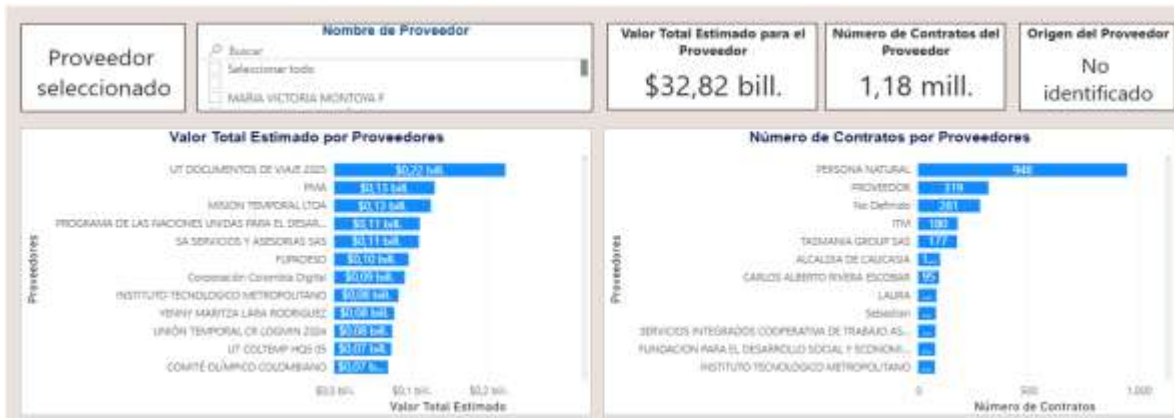 Proveedor
seleccionado
Nombre de Proveedor
Buscar
Seleccionar todo
MARIA VICTORIA MONTOYA F
Valor Total Estimado para el
Proveedor
$32,82 bill.
Número de Contratos del
Proveedor
1,18 mill.
Origen del Proveedor
No
identificado
Valor Total Estimado por Proveedores
Proveedores
UT DOCUMENTOS DE VIAJE 2025 $0,22 bill.
PMA $0,13 bill.
MISION TEMPORAL LTDA $0,13 bill.
PROGRAMA DE LAS NACIONES UNIDAS PARA EL DESAR... $0,11 bill.
SA SERVICIOS Y ASESORIAS SAS $0,11 bill.
FUPADESO $0,10 bill.
Corporación Colombia Digital $0,09 bill.
INSTITUTO TECNOLOGICO METROPOLITANO $0,08 bill.
YENNY MARITZA LARA RODRIGUEZ $0,08 bill.
UNIÓN TEMPORAL CR LOGMIN 2024 $0,08 bill.
UT COLTEMP HQS 05 $0,07 bill.
COMITÉ OLÍMPICO COLOMBIANO $0,07 b...
$0,0 bill. $0,1 bill. $0,2 bill.
Valor Total Estimado
Número de Contratos por Proveedores
Proveedores
PERSONA NATURAL 948
PROVEEDOR 319
No Definido 281
ITM 180
TASMANIA GROUP SAS 177
ALCALDIA DE CAUCASIA 1...
CARLOS ALBERTO RIVERA ESCOBAR 95
LAURA ...
Sebastian ...
SERVICIOS INTEGRADOS COOPERATIVA DE TRABAJO AS... ...
FUNDACION PARA EL DESARROLLO SOCIAL Y ECONOMI... ...
INSTITUTO TECNOLOGICO METROPOLITANO ...
0 500 1.000
Número de Contratos